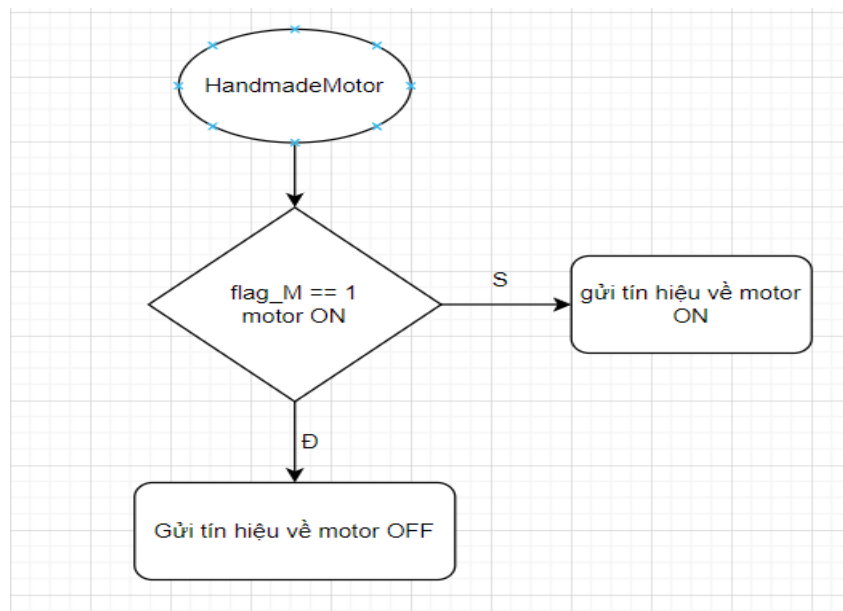 HandmadeMotor
flag_M == 1
motor ON
S
gửi tín hiệu về motor
ON
Đ
Gửi tín hiệu về motor OFF